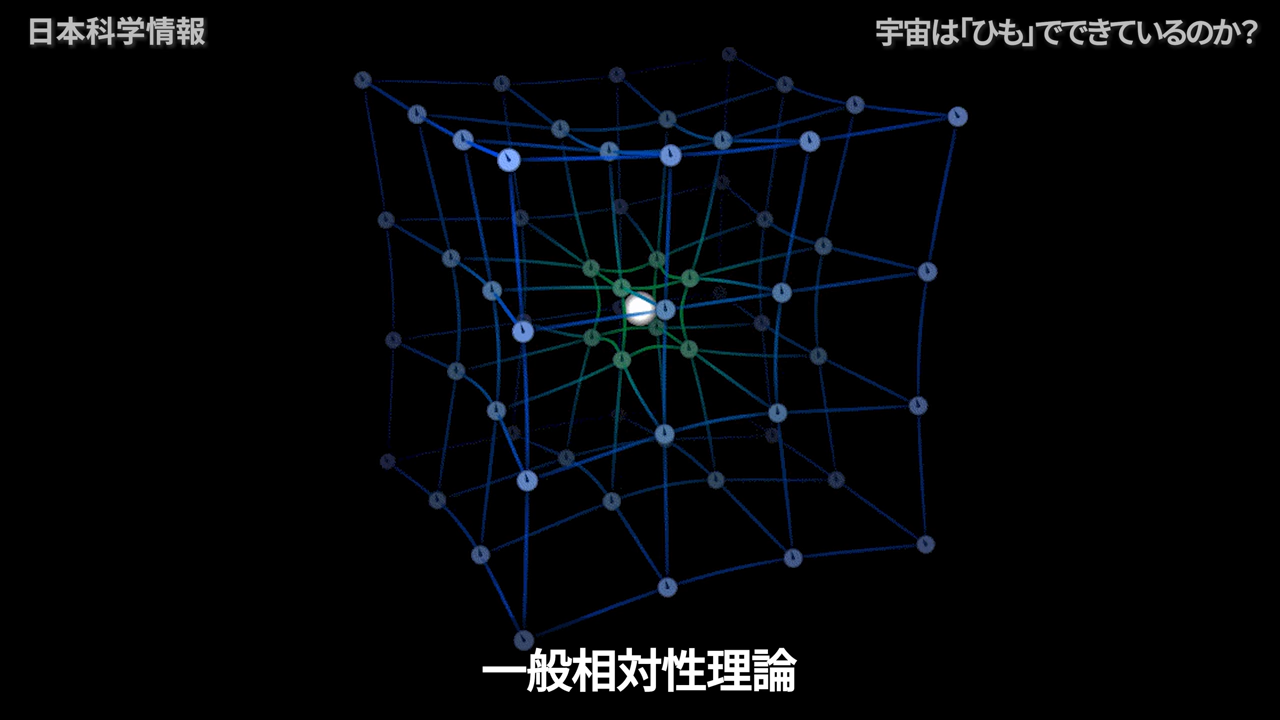 日本科学情報
宇宙は「ひも」でできているのか?
一般相対性理論